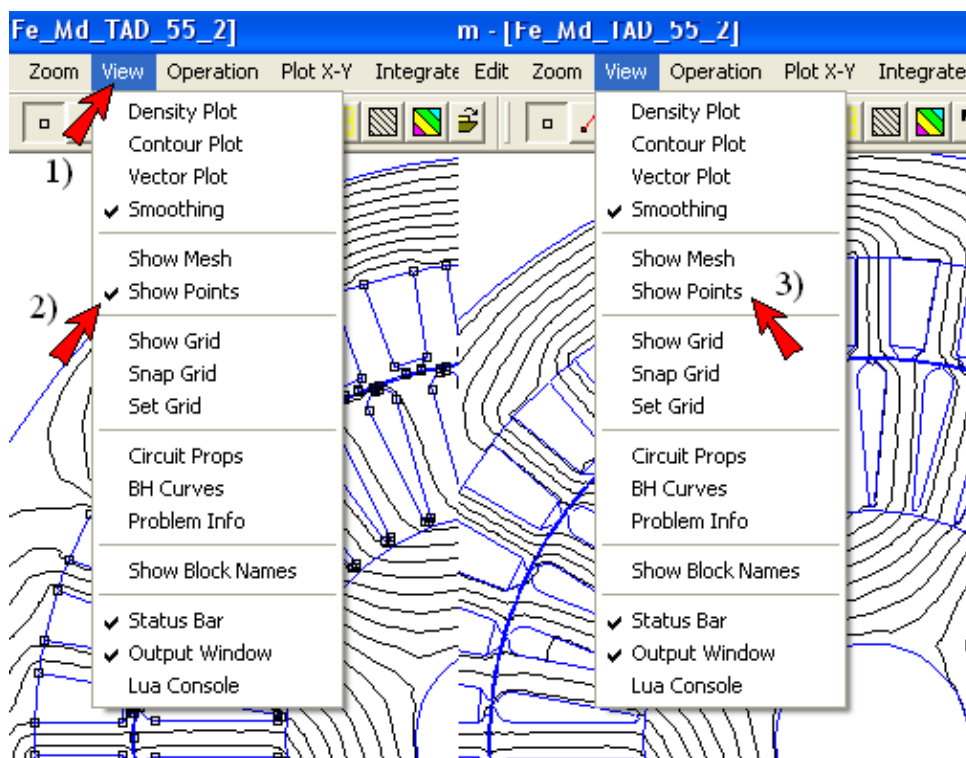 Fe_Md_TAD_55_2]
m - [Fe_Md_TAD_55_2]
Zoom View Operation Plot X-Y Integrate Edit Zoom View Operation Plot X-Y Integrate
1)
Density Plot
Contour Plot
Vector Plot
Smoothing
Show Mesh
2)
Show Points
Show Grid
Snap Grid
Set Grid
Circuit Props
BH Curves
Problem Info
Show Block Names
Status Bar
Output Window
Lua Console
Density Plot
Contour Plot
Vector Plot
Smoothing
Show Mesh
Show Points
3)
Show Grid
Snap Grid
Set Grid
Circuit Props
BH Curves
Problem Info
Show Block Names
Status Bar
Output Window
Lua Console